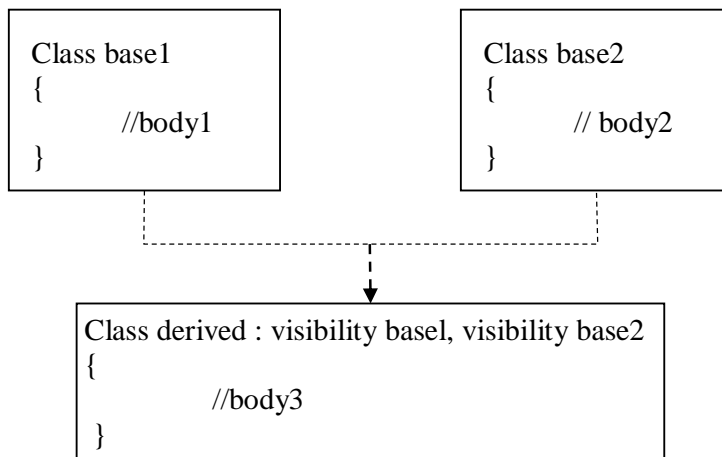 Class base1
{
//body1
}
Class base2
{
// body2
}
Class derived : visibility basel, visibility base2
{
//body3
}